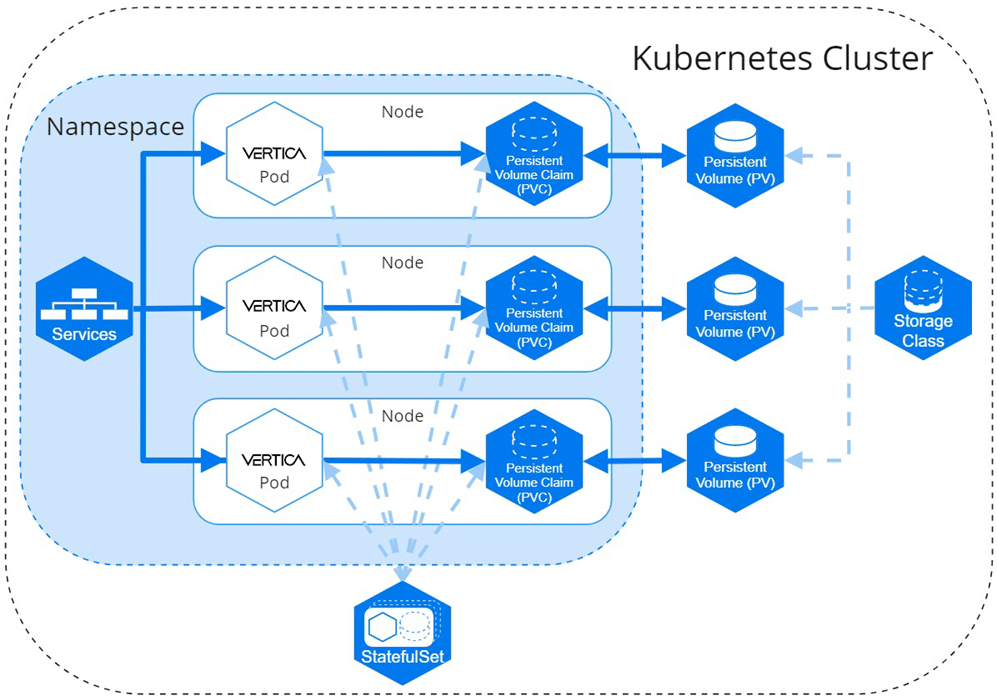 Kubernetes Cluster
Namespace
Node
VERTICA
Pod
Persistent
Volume Claim
(PVC)
Persistent
Volume (PV)
Node
VERTICA
Pod
Persistent
Volume Claim
(PVC)
Persistent
Volume (PV)
Services
Storage
Class
Node
VERTICA
Pod
Persistent
Volume Claim
(PVC)
Persistent
Volume (PV)
StatefulSet